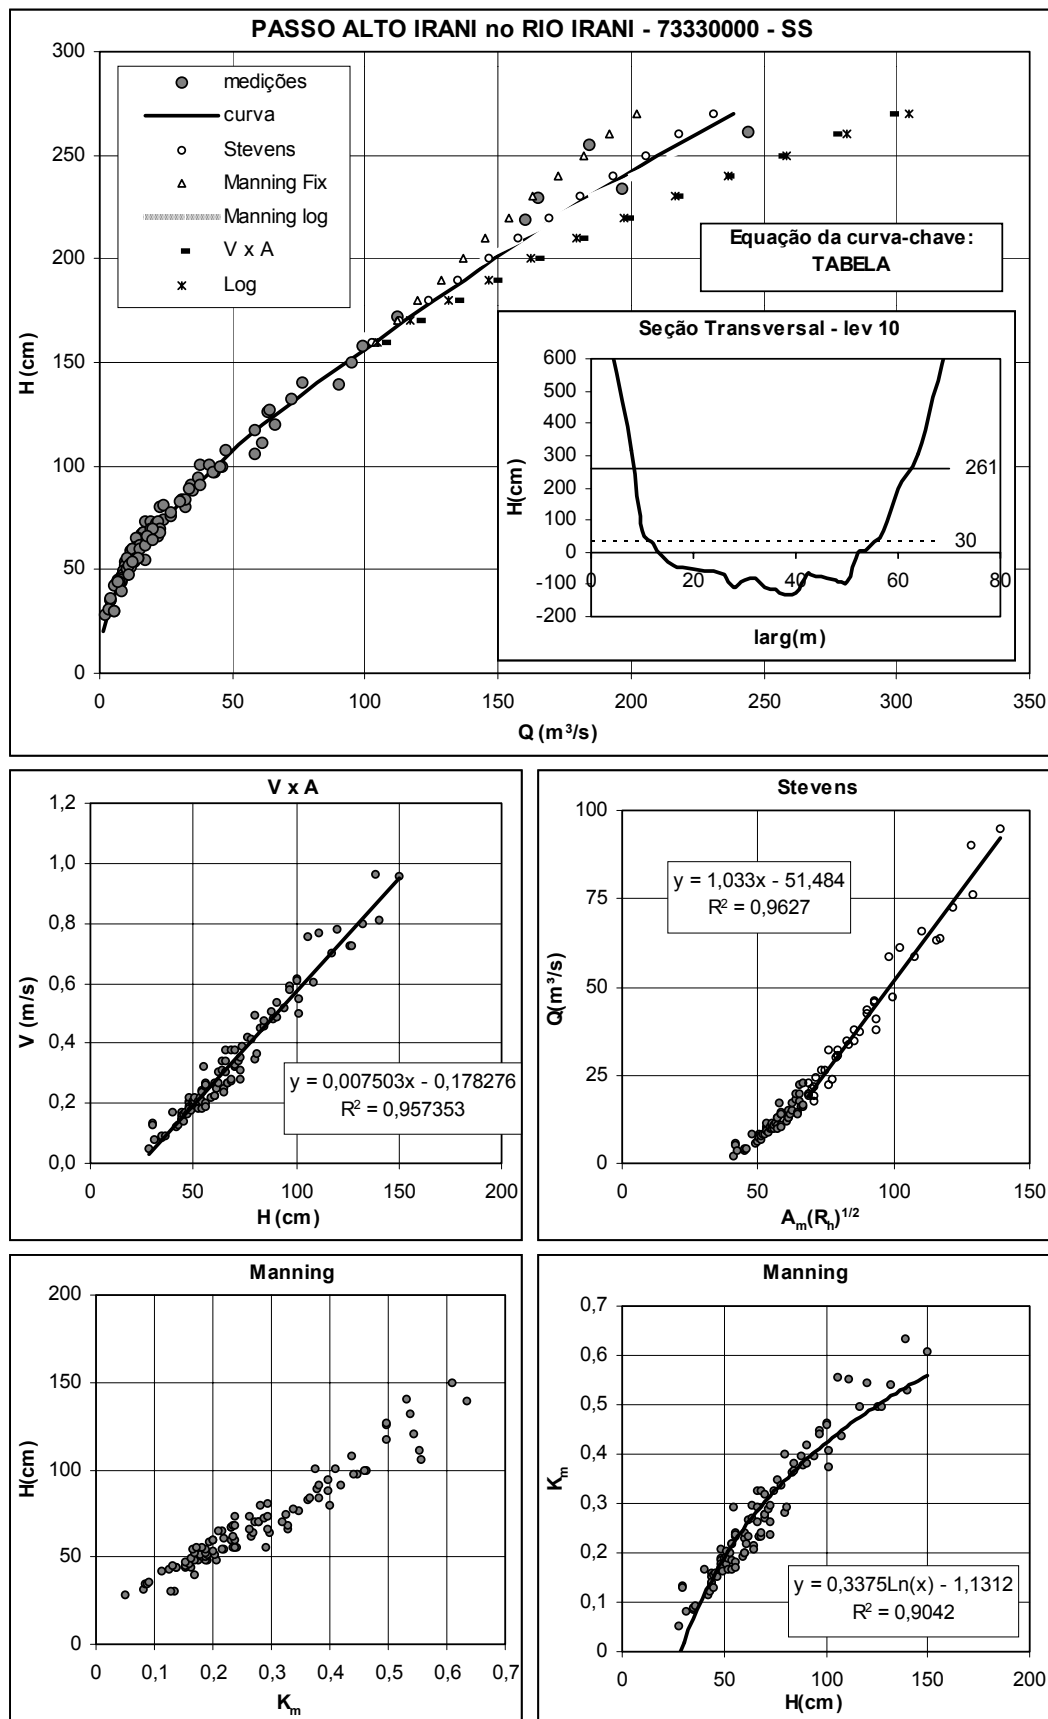 PASSO ALTO IRANI no RIO IRANI - 73330000 - SS
300
250
200
150
100
50
0
H (cm)
medições
curva
Stevens
Manning Fix
Manning log
V x A
Log
Equação da curva-chave:
TABELA
Seção Transversal - lev 10
600
500
400
300
200
100
0
-100
-200
H(cm)
261
30
0 20 40 60 80
larg(m)
0 50 100 150 200 250 300 350
Q (m³/s)
V x A
1,2
1,0
0,8
0,6
0,4
0,2
0,0
V (m/s)
y = 0,007503x - 0,178276
R² = 0,957353
0 50 100 150 200
H (cm)
Stevens
100
75
50
25
0
Q(m³/s)
y = 1,033x - 51,484
R² = 0,9627
0 50 100 150
Aₘ(Rₕ)¹/²
Manning
200
150
100
50
0
H(cm)
0 0,1 0,2 0,3 0,4 0,5 0,6 0,7
Kₘ
Manning
0,7
0,6
0,5
0,4
0,3
0,2
0,1
0
Kₘ
y = 0,3375Ln(x) - 1,1312
R² = 0,9042
0 50 100 150 200
H(cm)